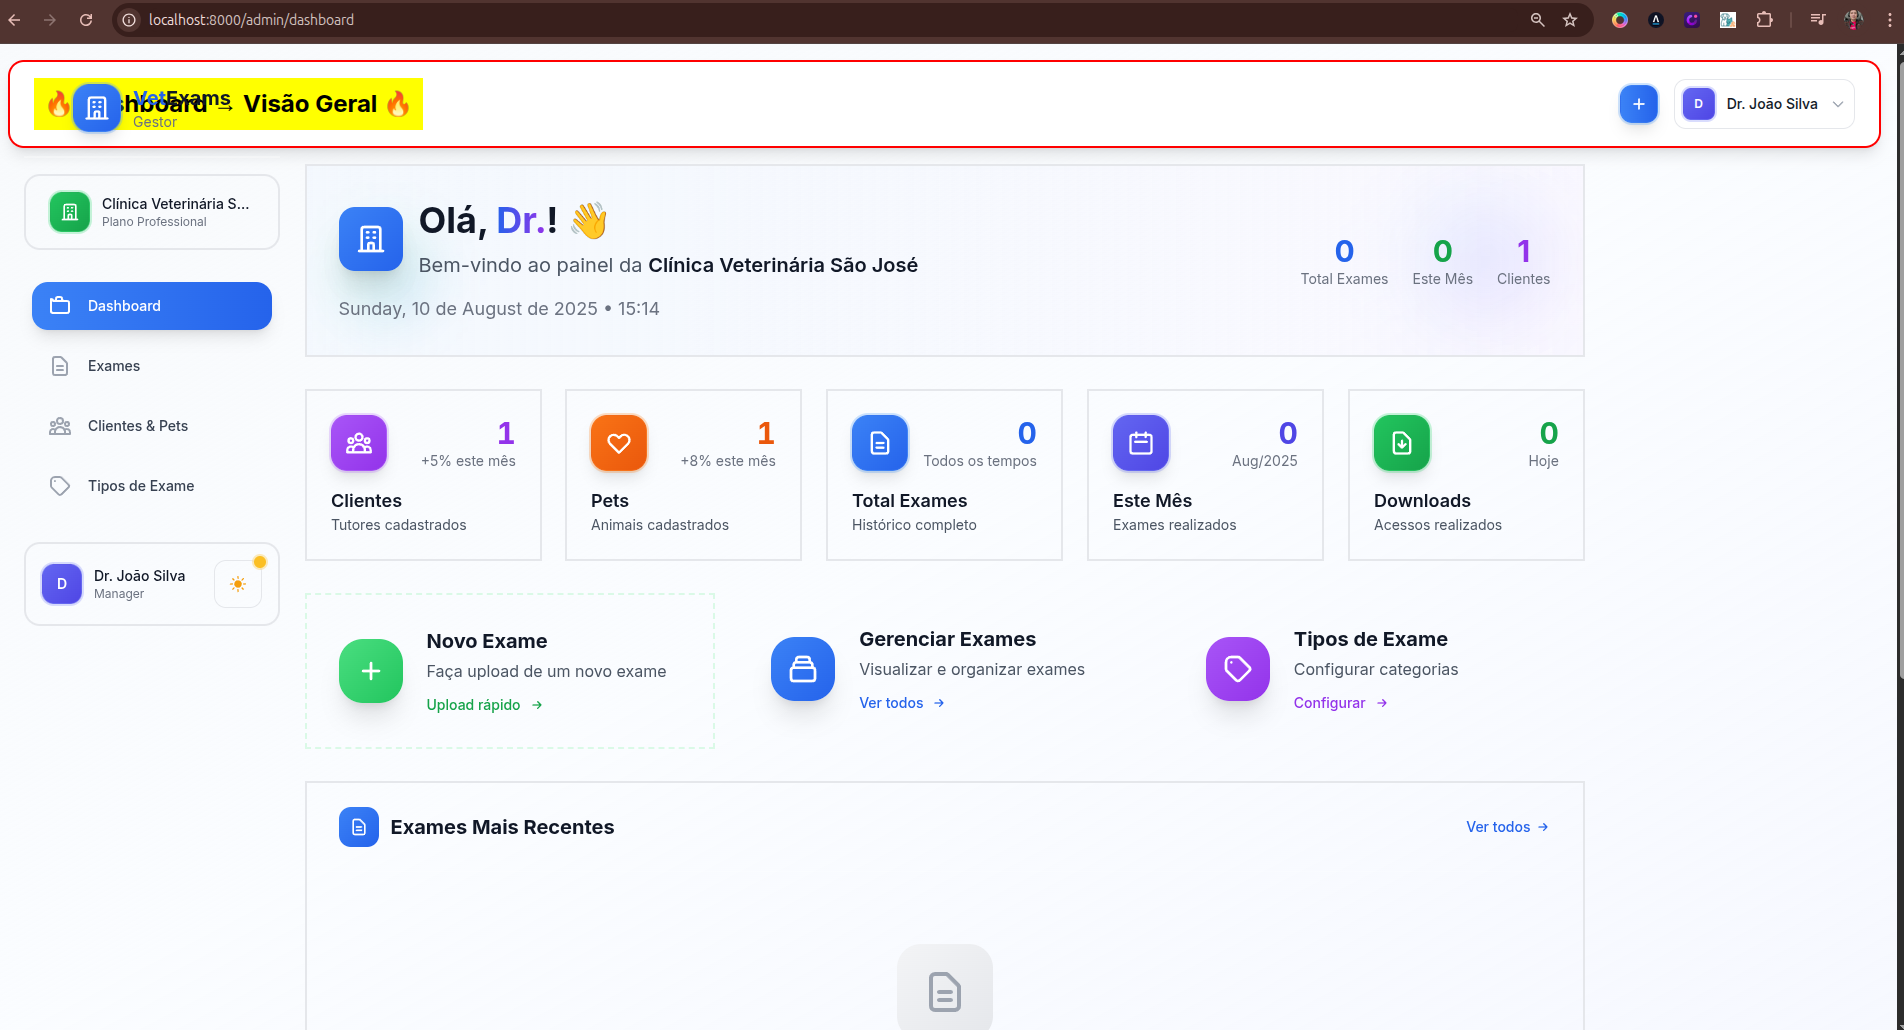 localhost:8000/admin/dashboard
🔥 shboard → Visão Geral 🔥
VetExams
Gestor
+
D
Dr. João Silva
Clínica Veterinária S...
Plano Professional
Dashboard
Exames
Clientes & Pets
Tipos de Exame
D
Dr. João Silva
Manager
Olá, Dr.! 👋
Bem-vindo ao painel da Clínica Veterinária São José
Sunday, 10 de August de 2025 • 15:14
0
Total Exames
0
Este Mês
1
Clientes
1
+5% este mês
Clientes
Tutores cadastrados
1
+8% este mês
Pets
Animais cadastrados
0
Todos os tempos
Total Exames
Histórico completo
0
Aug/2025
Este Mês
Exames realizados
0
Hoje
Downloads
Acessos realizados
Novo Exame
Faça upload de um novo exame
Upload rápido →
Gerenciar Exames
Visualizar e organizar exames
Ver todos →
Tipos de Exame
Configurar categorias
Configurar →
Exames Mais Recentes
Ver todos →